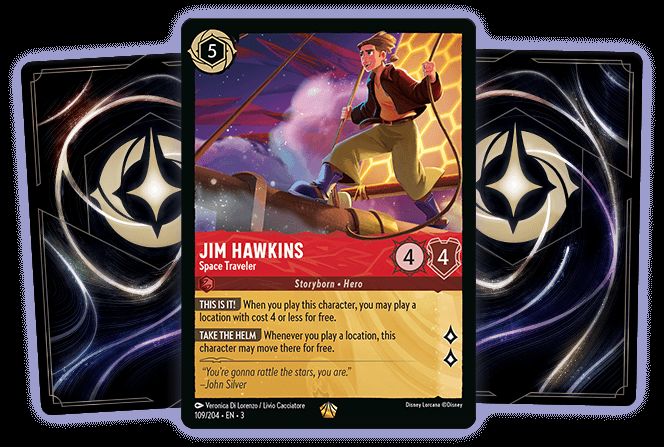 5
JIM HAWKINS
Space Traveler
4
4
Storyborn • Hero
THIS IS IT! When you play this character, you may play a
location with cost 4 or less for free.
TAKE THE HELM Whenever you play a location, this
character may move there for free.
“You’re gonna rattle the stars, you are.”
–John Silver
Veronica Di Lorenzo / Livio Cacciatore
109/204 • EN • 3
Disney Lorcana ©Disney